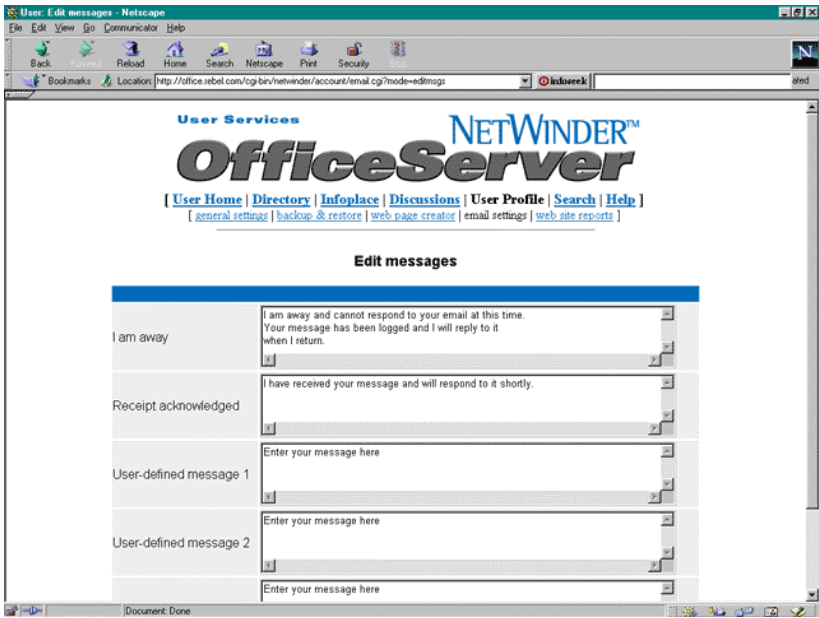 User: Edit messages - Netscape
File Edit View Go Communicator Help
Back Forward Reload Home Search Netscape Print Security Stop
Bookmarks Location: http://office.rebel.com/cgi-bin/netwinder/account/email.cgi?mode=editmsgs infoseek ated
User Services
NETWINDER™
OfficeServer
[ User Home | Directory | Infoplace | Discussions | User Profile | Search | Help ]
[ general settings | backup & restore | web page creator | email settings | web site reports ]
Edit messages
I am away
I am away and cannot respond to your email at this time.
Your message has been logged and I will reply to it
when I return.
Receipt acknowledged
I have received your message and will respond to it shortly.
User-defined message 1
Enter your message here
User-defined message 2
Enter your message here
Enter your message here
Document: Done